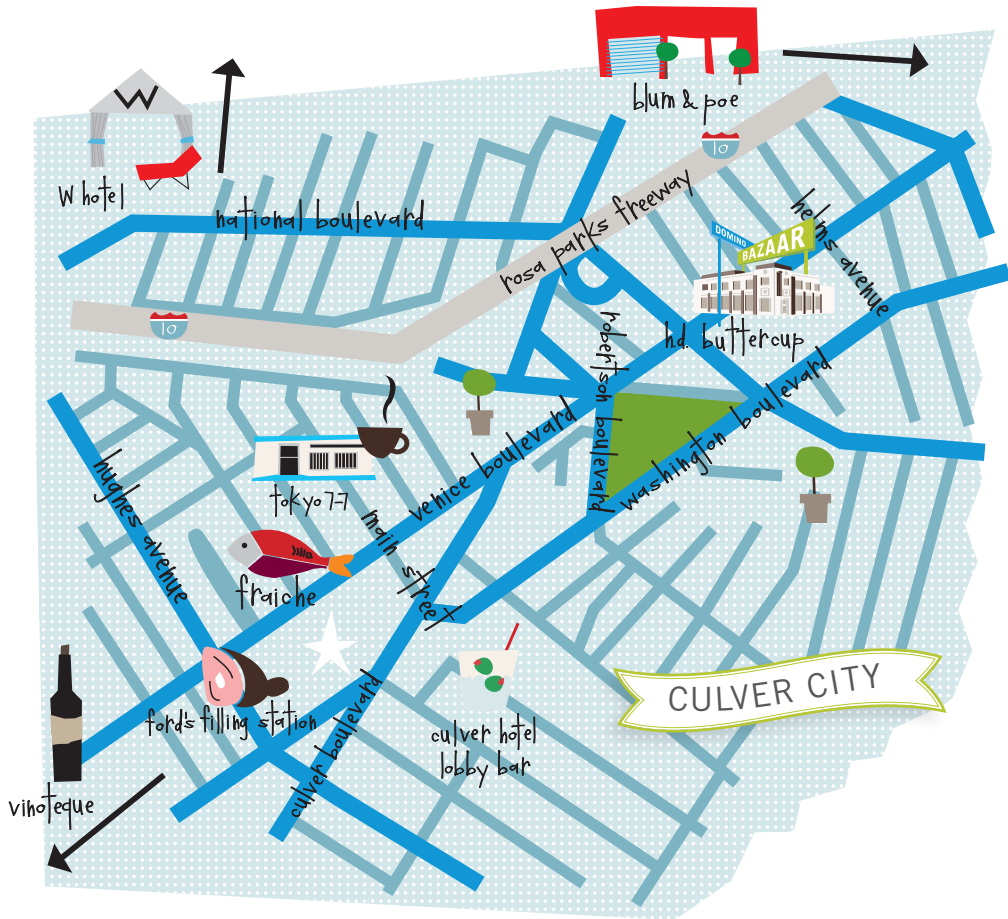 blum & poe
W
W hotel
10
rosa parks freeway
national boulevard
helms avenue
DOMINO
BAZAAR
10
h.d. buttercup
robertson boulevard
washington boulevard
venice boulevard
hughes avenue
tokyo 7-7
main street
fraiche
CULVER CITY
ford's filling station
culver boulevard
culver hotel
lobby bar
vinoteque